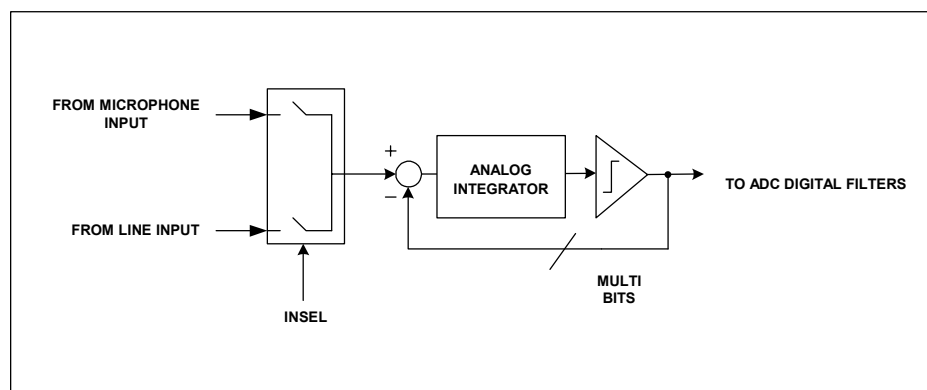 FROM MICROPHONE
INPUT
+
ANALOG
INTEGRATOR
TO ADC DIGITAL FILTERS
−
FROM LINE INPUT
MULTI
BITS
INSEL